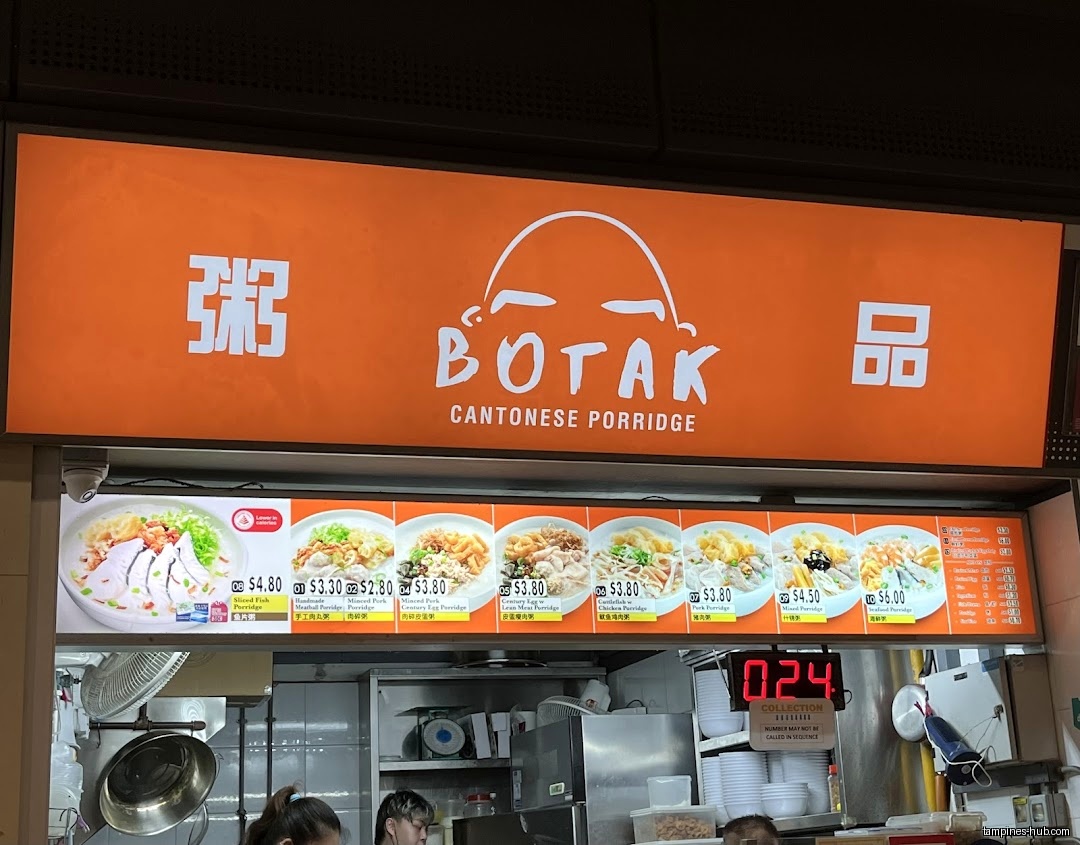 粥
BOTAK
CANTONESE PORRIDGE
品
Lower in
calories
08 $4.80
Sliced Fish
Porridge
鱼片粥
01 $3.30
Handmade
Meatball Porridge
手工肉丸粥
02 $2.80
Minced Pork
Porridge
肉碎粥
04 $3.80
Minced Pork
Century Egg Porridge
肉碎皮蛋粥
05 $3.80
Century Egg w
Lean Meat Porridge
皮蛋瘦肉粥
06 $3.80
Cuttlefish w
Chicken Porridge
鱿鱼鸡肉粥
07 $3.80
Pork Porridge
猪肉粥
09 $4.50
Mixed Porridge
什锦粥
10 $6.00
Seafood Porridge
海鲜粥
024
COLLECTION
NUMBER MAY NOT BE
CALLED IN SEQUENCE
tampines-hub.com